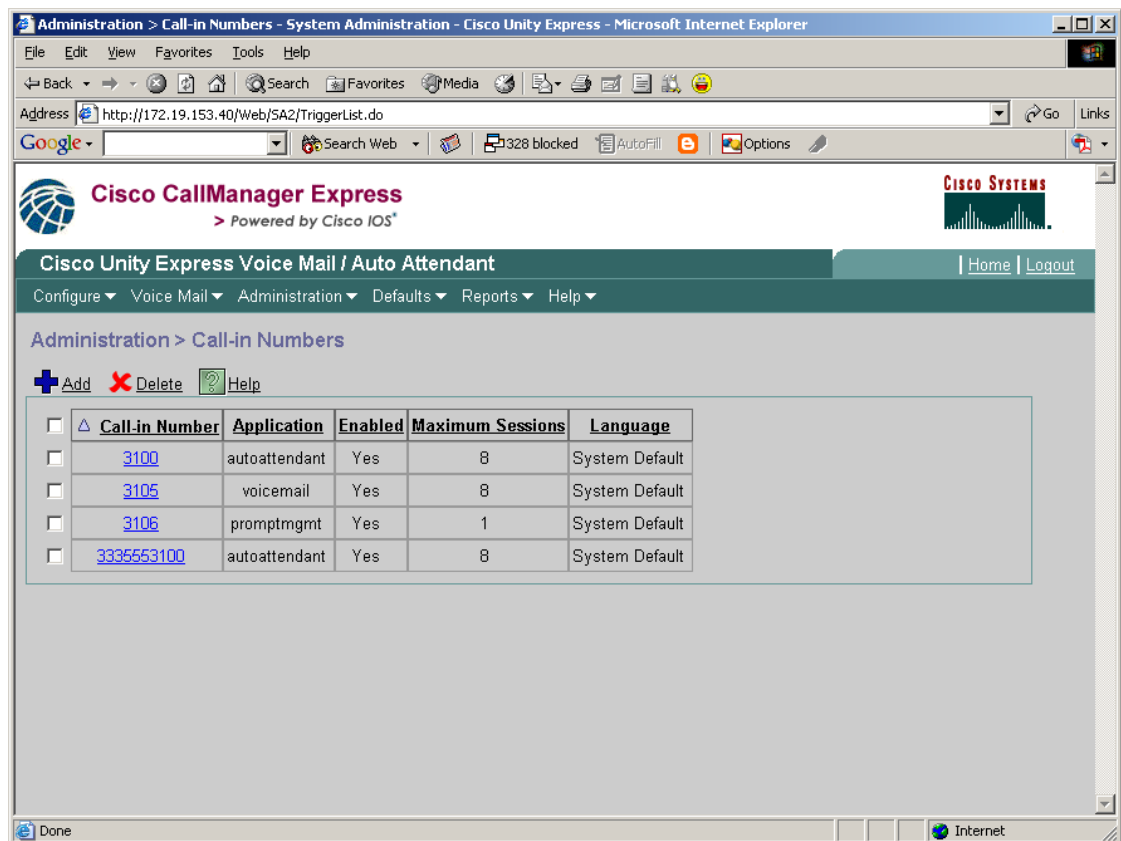 Administration > Call-in Numbers - System Administration - Cisco Unity Express - Microsoft Internet Explorer
File Edit View Favorites Tools Help
Back Search Favorites Media
Address http://172.19.153.40/Web/SA2/TriggerList.do Go Links
Google Search Web 328 blocked AutoFill Options
Cisco CallManager Express
> Powered by Cisco IOS®
CISCO SYSTEMS
Cisco Unity Express Voice Mail / Auto Attendant | Home | Logout
Configure Voice Mail Administration Defaults Reports Help
Administration > Call-in Numbers
Add Delete ? Help
Call-in Number Application Enabled Maximum Sessions Language
3100 autoattendant Yes 8 System Default
3105 voicemail Yes 8 System Default
3106 promptmgmt Yes 1 System Default
3335553100 autoattendant Yes 8 System Default
Done Internet